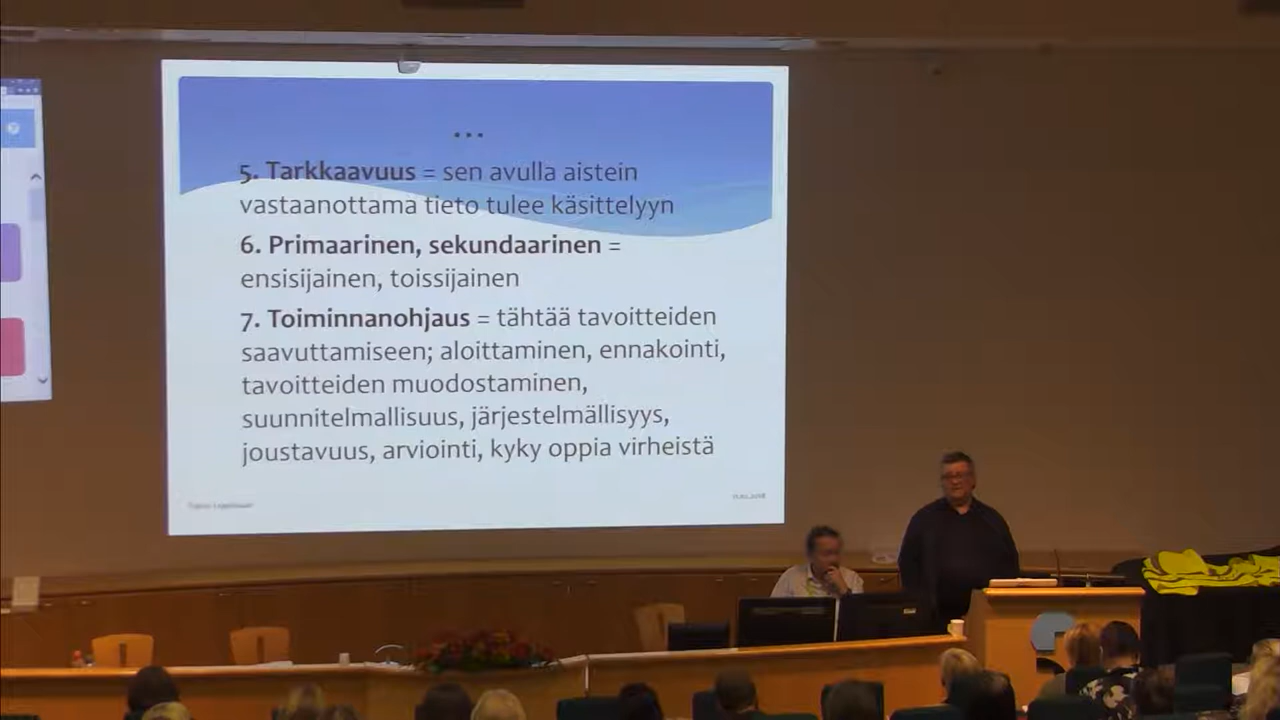 ...
5. Tarkkaavuus = sen avulla aistein
vastaanottama tieto tulee käsittelyyn
6. Primaarinen, sekundaarinen =
ensisijainen, toissijainen
7. Toiminnanohjaus = tähtää tavoitteiden
saavuttamiseen; aloittaminen, ennakointi,
tavoitteiden muodostaminen,
suunnitelmallisuus, järjestelmällisyys,
joustavuus, arviointi, kyky oppia virheistä